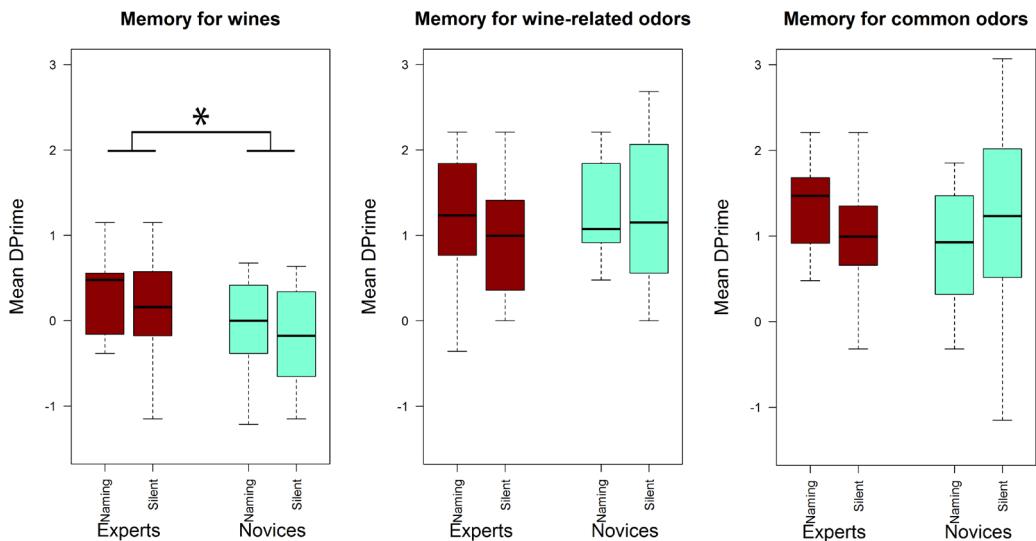 Memory for wines
Mean DPrime
3
2
1
0
-1
*
Naming
Silent
Naming
Silent
Experts
Novices
Memory for wine-related odors
Mean DPrime
3
2
1
0
-1
Naming
Silent
Naming
Silent
Experts
Novices
Memory for common odors
Mean DPrime
3
2
1
0
-1
Naming
Silent
Naming
Silent
Experts
Novices